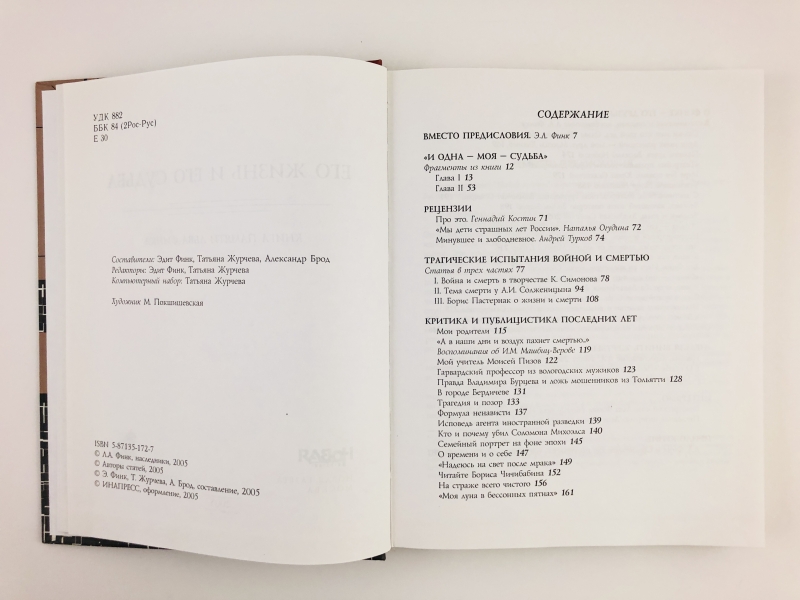 УДК 882
ББК 84 (2Рос-Рус)
Е 30
Составители: Эдит Финк, Татьяна Журчева, Александр Брод
Редакторы: Эдит Финк, Татьяна Журчева
Компьютерный набор: Татьяна Журчева
Художник М. Пикшишевская
ISBN 5-87135-172-7
© Л.А. Финк, наследники, 2005
© Авторы статей, 2005
© Э. Финк, Т. Журчева, А. Брод, составление, 2005
© ИНАПРЕСС, оформление, 2005
СОДЕРЖАНИЕ
ВМЕСТО ПРЕДИСЛОВИЯ. Э.Л. Финк 7
«И ОДНА – МОЯ – СУДЬБА»
Фрагменты из книги 12
Глава I 13
Глава II 53
РЕЦЕНЗИИ
Про это. Геннадий Костин 71
"Мы дети страшных лет России". Наталья Огудина 72
Минувшее и злободневное. Андрей Турков 74
ТРАГИЧЕСКИЕ ИСПЫТАНИЯ ВОЙНОЙ И СМЕРТЬЮ
Статья в трех частях 77
I. Война и смерть в творчестве К. Симонова 78
II. Тема смерти у А.И. Солженицына 94
III. Борис Пастернак о жизни и смерти 108
КРИТИКА И ПУБЛИЦИСТИКА ПОСЛЕДНИХ ЛЕТ
Мои родители 115
«А в наши дни и воздух пахнет смертью..»
Воспоминания об И.М. Машбиц-Верове 119
Мой учитель Моисей Пизов 122
Гарвардский профессор из вологодских мужиков 123
Правда Владимира Бурцева и ложь мошенников из Тольятти 128
В городе Бердичеве 131
Трагедия и позор 133
Формула ненависти 137
Исповедь агента иностранной разведки 139
Кто и почему убил Соломона Михоэлса 140
Семейный портрет на фоне эпохи 145
О времени и о себе 147
«Надеюсь на свет после мрака» 149
Читайте Бориса Чичибабина 152
На страже всего чистого 156
«Моя луна в бессонных пятнах» 161